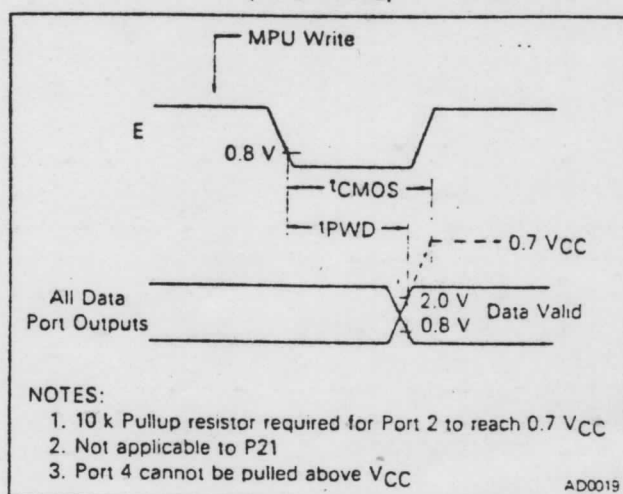 MPU Write
E
0.8 V
tCMOS
tPWD
0.7 VCC
All Data
Port Outputs
2.0 V
0.8 V
Data Valid
NOTES:
1. 10 k Pullup resistor required for Port 2 to reach 0.7 VCC
2. Not applicable to P21
3. Port 4 cannot be pulled above VCC
AD0019